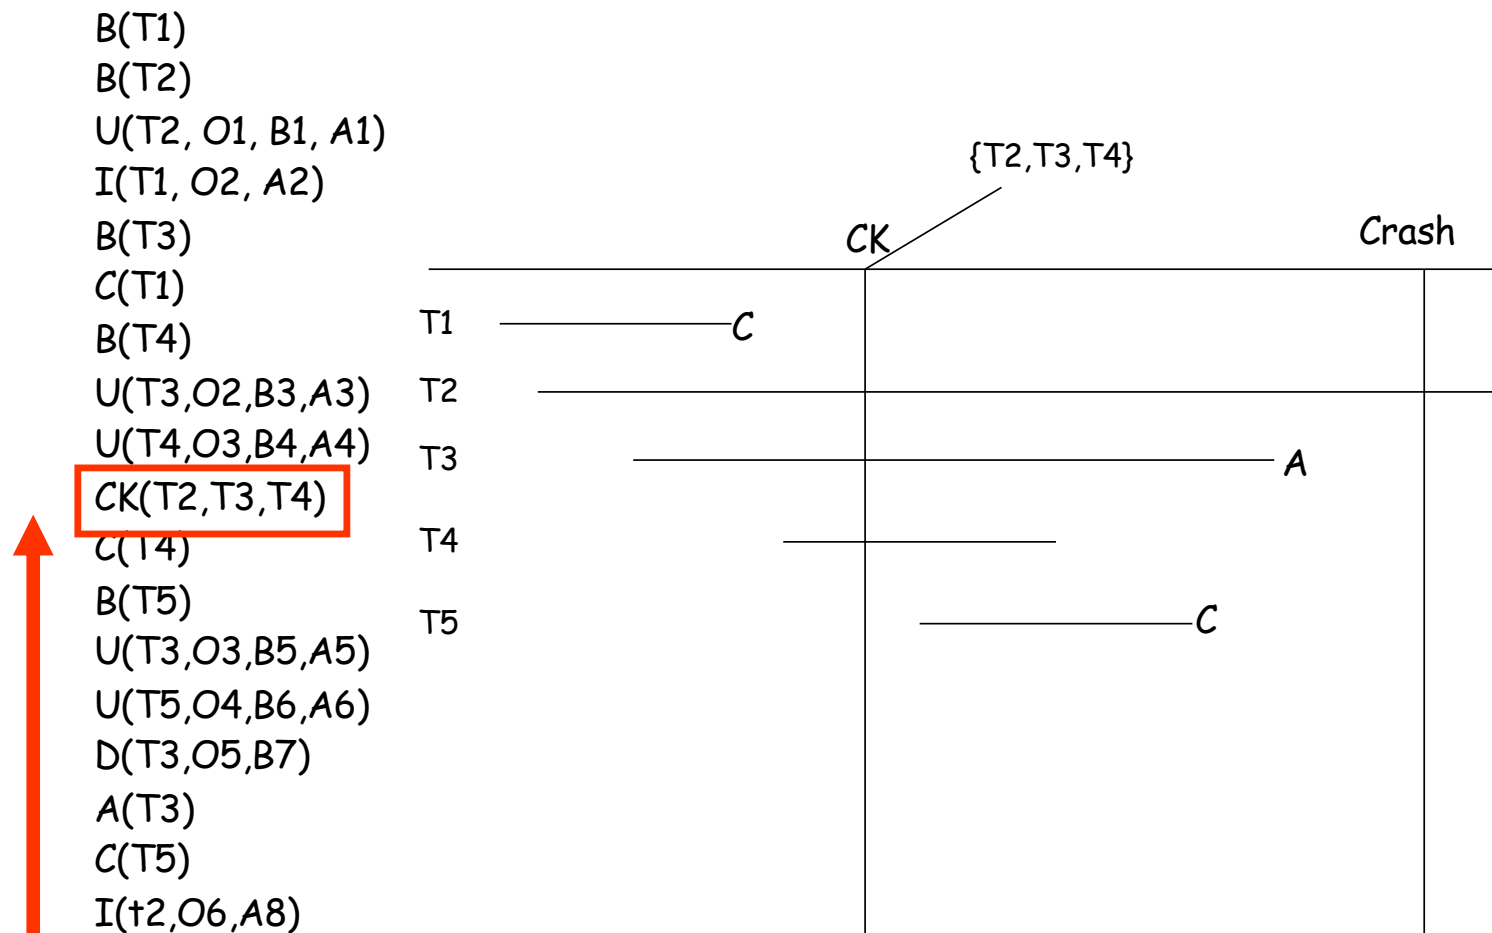 B(T1)
B(T2)
U(T2, O1, B1, A1)
I(T1, O2, A2)
B(T3)
C(T1)
B(T4)
U(T3,O2,B3,A3)
U(T4,O3,B4,A4)
CK(T2,T3,T4)
C(T4)
B(T5)
U(T3,O3,B5,A5)
U(T5,O4,B6,A6)
D(T3,O5,B7)
A(T3)
C(T5)
I(t2,O6,A8)
{T2,T3,T4}
CK
Crash
T1 C
T2
T3 A
T4
T5 C